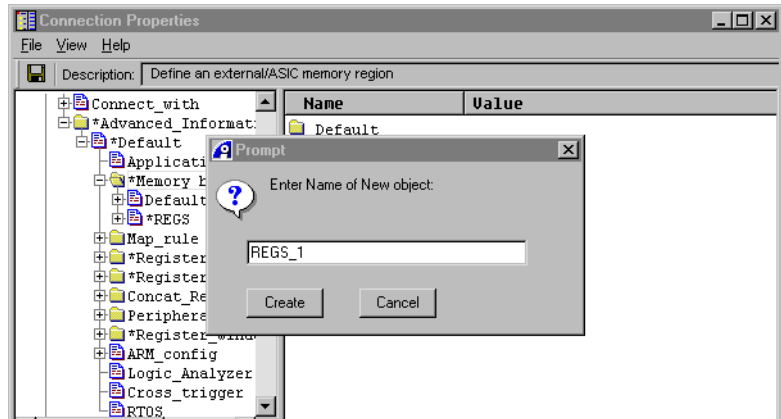 Connection Properties
File View Help
Description: Define an external/ASIC memory region
Connect_with
*Advanced_Informat
*Default
Applicati
*Memory b
Default
*REGS
Map_rule
*Register
*Register
Concat_Re
Periphera
*Register_Windo
ARM_config
Logic_Analyzer
Cross_trigger
RTOS
Name Value
Default
Prompt
Enter Name of New object:
REGS_1
Create Cancel